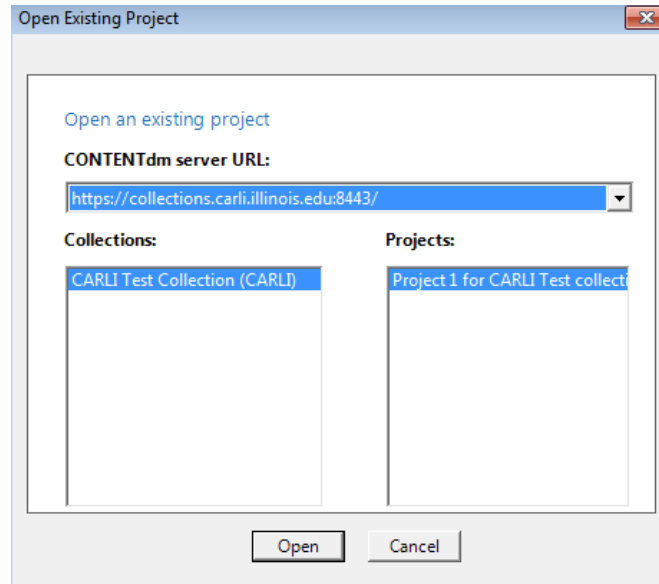 Open Existing Project
Open an existing project
CONTENTdm server URL:
https://collections.carli.illinois.edu:8443/
Collections:
Projects:
CARLI Test Collection (CARLI)
Project 1 for CARLI Test collecti
Open
Cancel